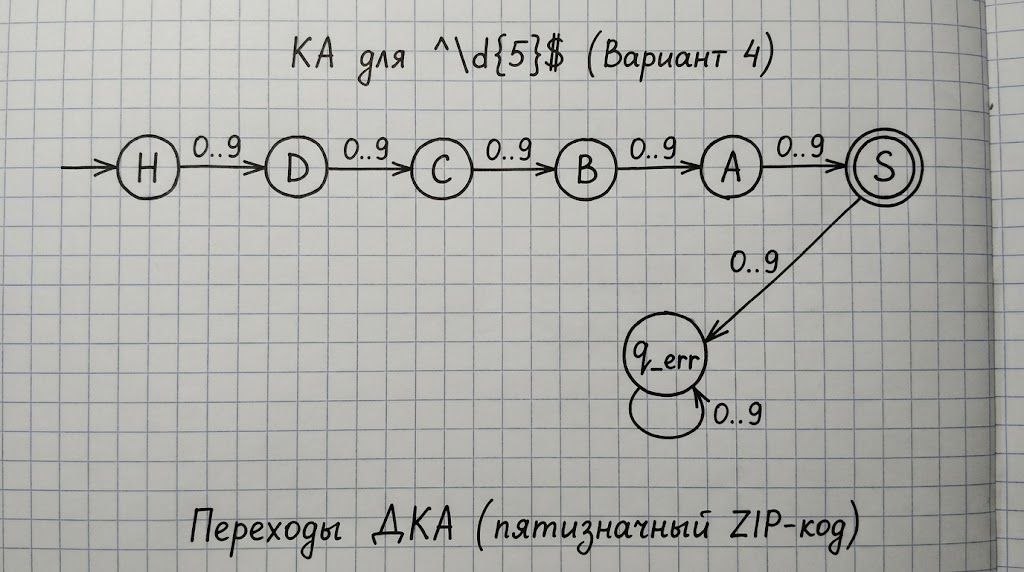 КА для ^\d{5}$ (Вариант 4)
0..9 0..9 0..9 0..9 0..9
H D C B A S
0..9
q_err
0..9
Переходы ДКА (пятизначный ZIP-код)